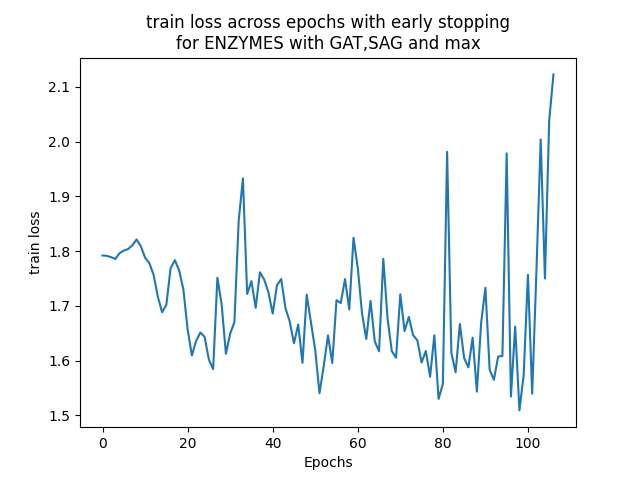 train loss across epochs with early stopping
for ENZYMES with GAT,SAG and max
2.1
2.0
1.9
1.8
1.7
1.6
1.5
train loss
0 20 40 60 80 100
Epochs